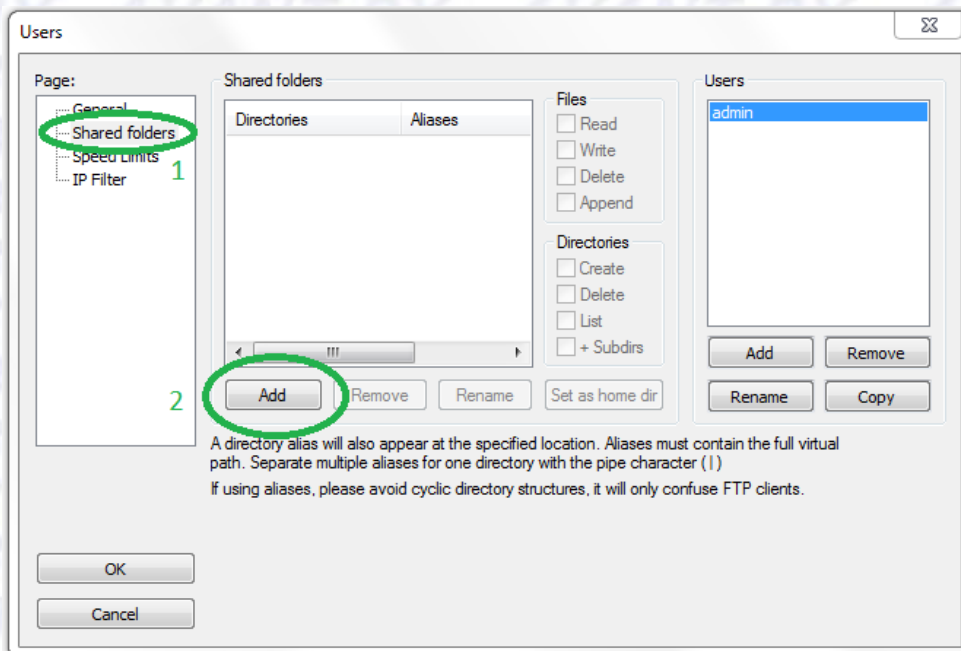 Users
Page:
General
Shared folders
Speed Limits
IP Filter
1
Shared folders
Directories Aliases
Files
Read
Write
Delete
Append
Directories
Create
Delete
List
+ Subdirs
2
Add Remove Rename Set as home dir
Users
admin
Add Remove
Rename Copy
A directory alias will also appear at the specified location. Aliases must contain the full virtual
path. Separate multiple aliases for one directory with the pipe character (|)
If using aliases, please avoid cyclic directory structures, it will only confuse FTP clients.
OK
Cancel